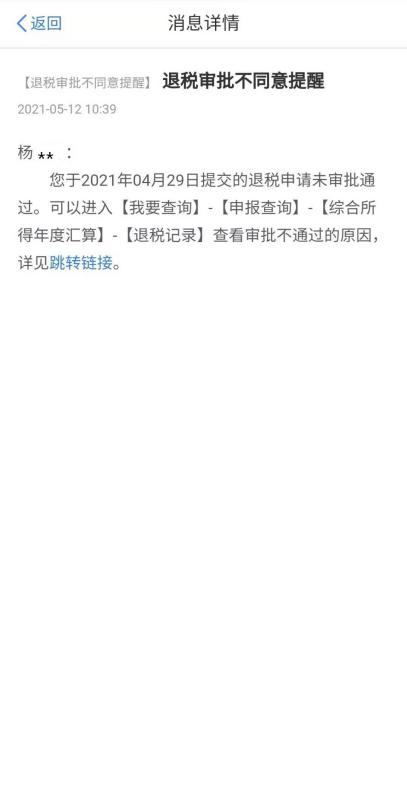 返回
消息详情
【退税审批不同意提醒】 退税审批不同意提醒
2021-05-12 10:39
杨 ** ：
您于2021年04月29日提交的退税申请未审批通
过。可以进入【我要查询】-【申报查询】-【综合所
得年度汇算】-【退税记录】查看审批不通过的原因，
详见跳转链接。